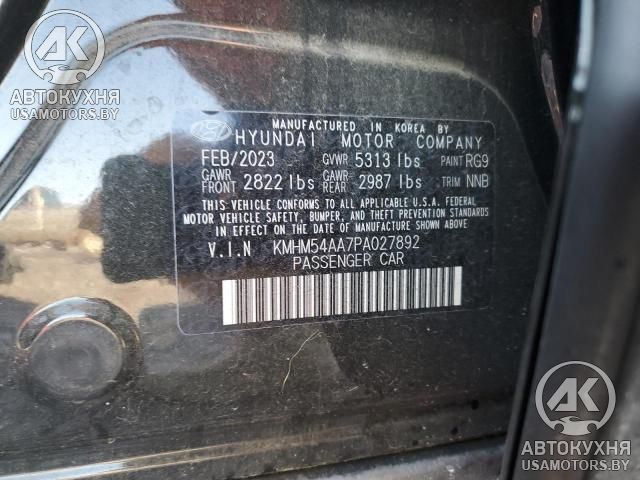 AK
АВТОКУХНЯ
USAMOTORS.BY
MANUFACTURED IN KOREA BY
HYUNDAI MOTOR COMPANY
FEB/2023 GVWR 5313 lbs PAINT RG9
GAWR FRONT 2822 lbs GAWR REAR 2987 lbs TRIM NNB
THIS VEHICLE CONFORMS TO ALL APPLICABLE U.S.A. FEDERAL
MOTOR VEHICLE SAFETY, BUMPER, AND THEFT PREVENTION STANDARDS
IN EFFECT ON THE DATE OF MANUFACTURE SHOWN ABOVE.
V.I.N KMHM54AA7PA027892
PASSENGER CAR
AK
АВТОКУХНЯ
USAMOTORS.BY